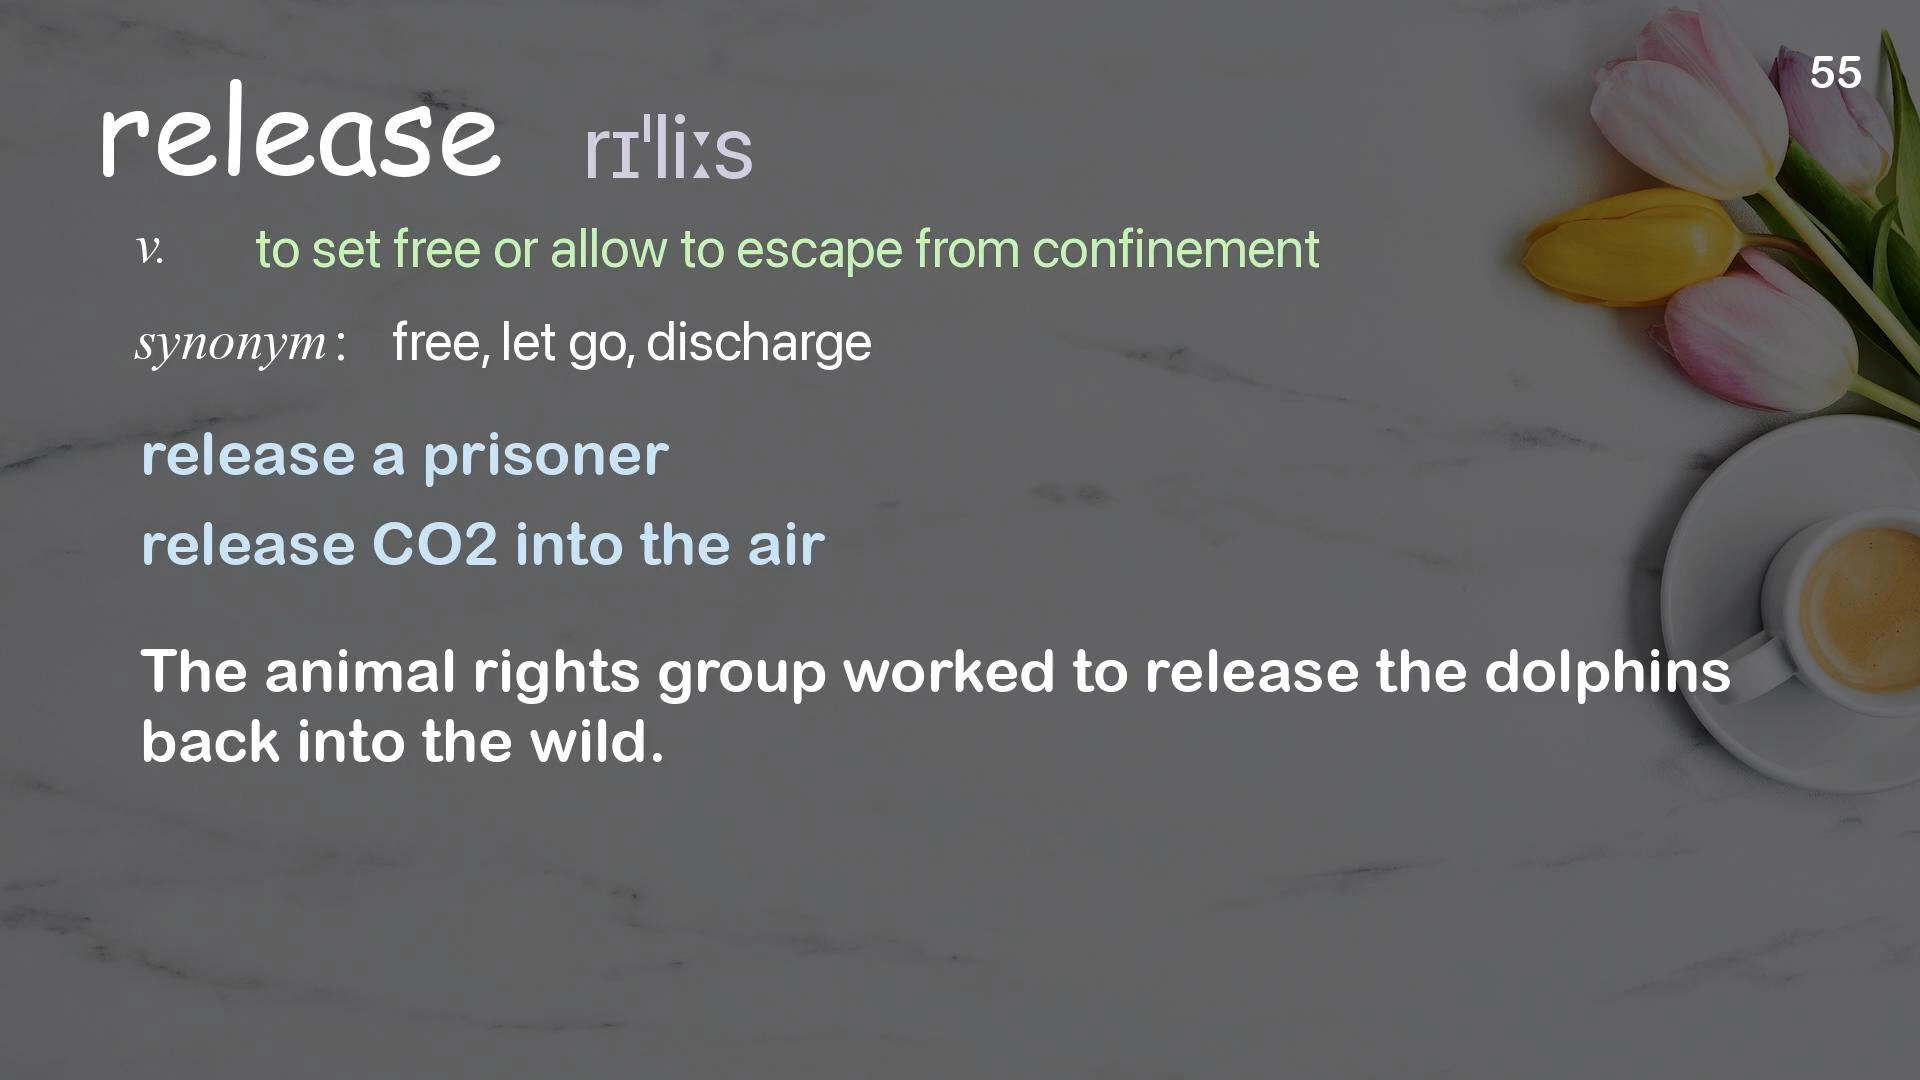 55
release rɪˈliːs
v. to set free or allow to escape from confinement
synonym : free, let go, discharge
release a prisoner
release CO2 into the air
The animal rights group worked to release the dolphins
back into the wild.